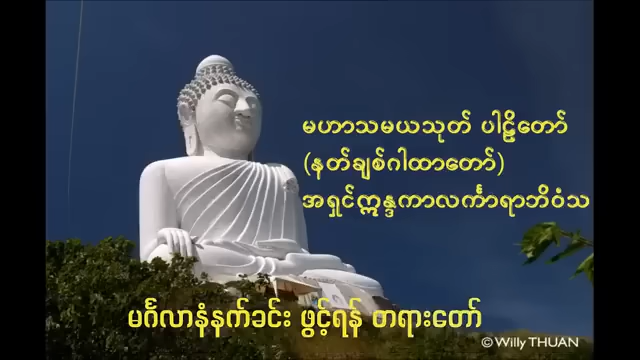 မဟာသမယသုတ် ပါဠိတော်
(နတ်ချစ်ဂါထာတော်)
အရှင်ဣန္ဒကာလင်္ကာရာဘိဝံသ
မင်္ဂလာနံနက်ခင်း ဖွင့်ရန် တရားတော်
© Willy THUAN